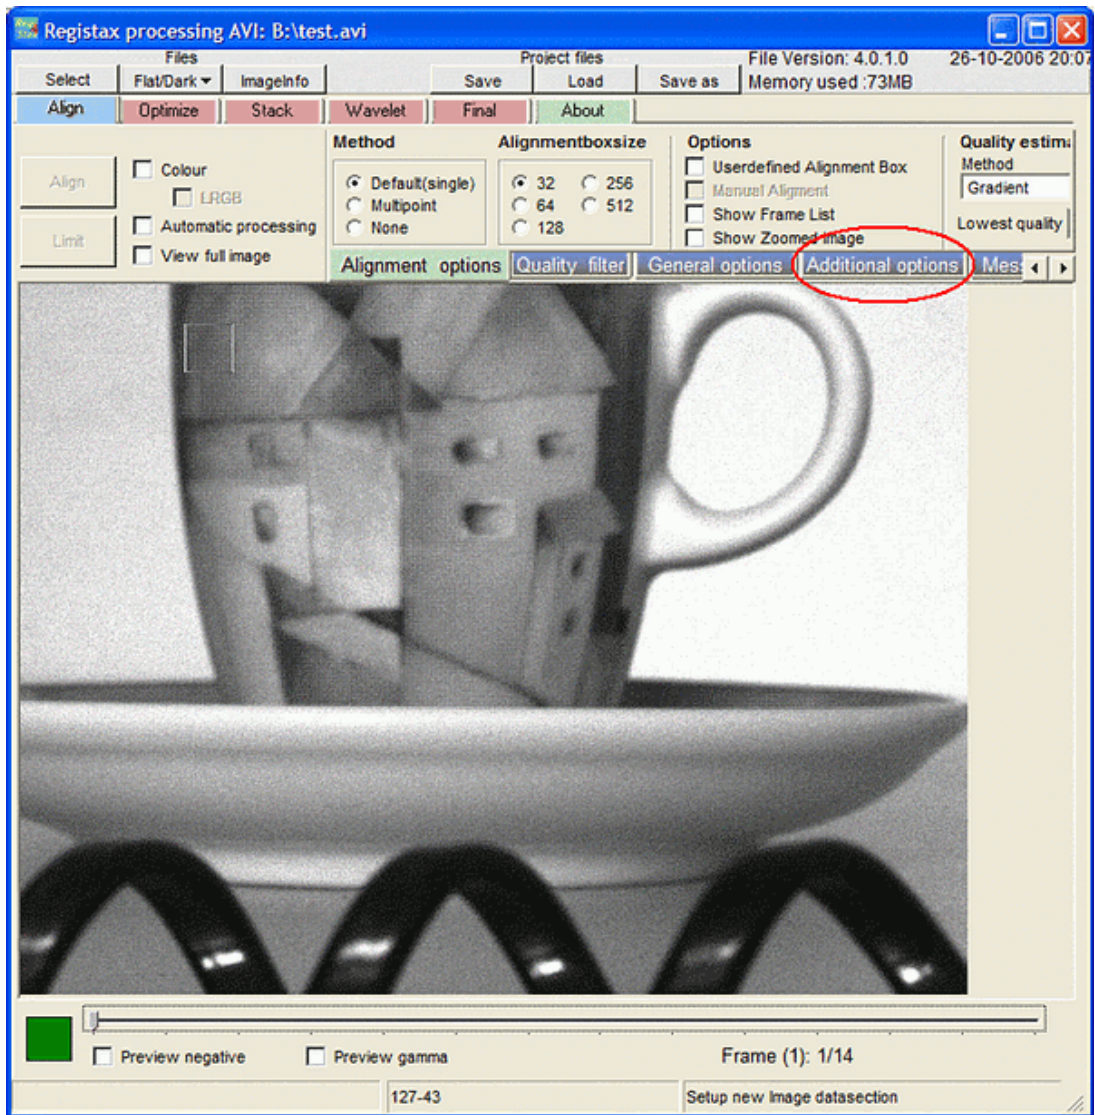 Registax processing AVI: B:\test.avi
Files Project files File Version: 4.0.1.0 26-10-2006 20:07
Select Flat/Dark ImageInfo Save Load Save as Memory used :73MB
Align Optimize Stack Wavelet Final About
Method Alignmentboxsize Options Quality estima
Align Colour Default(single) 32 256 Userdefined Alignment Box Method
LRGB Multipoint 64 512 Manual Aligment Gradient
Limit Automatic processing None 128 Show Frame List Lowest quality
View full image Show Zoomed Image
Alignment options Quality filter General options Additional options Mes
Preview negative Preview gamma Frame (1): 1/14
127-43 Setup new Image datasection